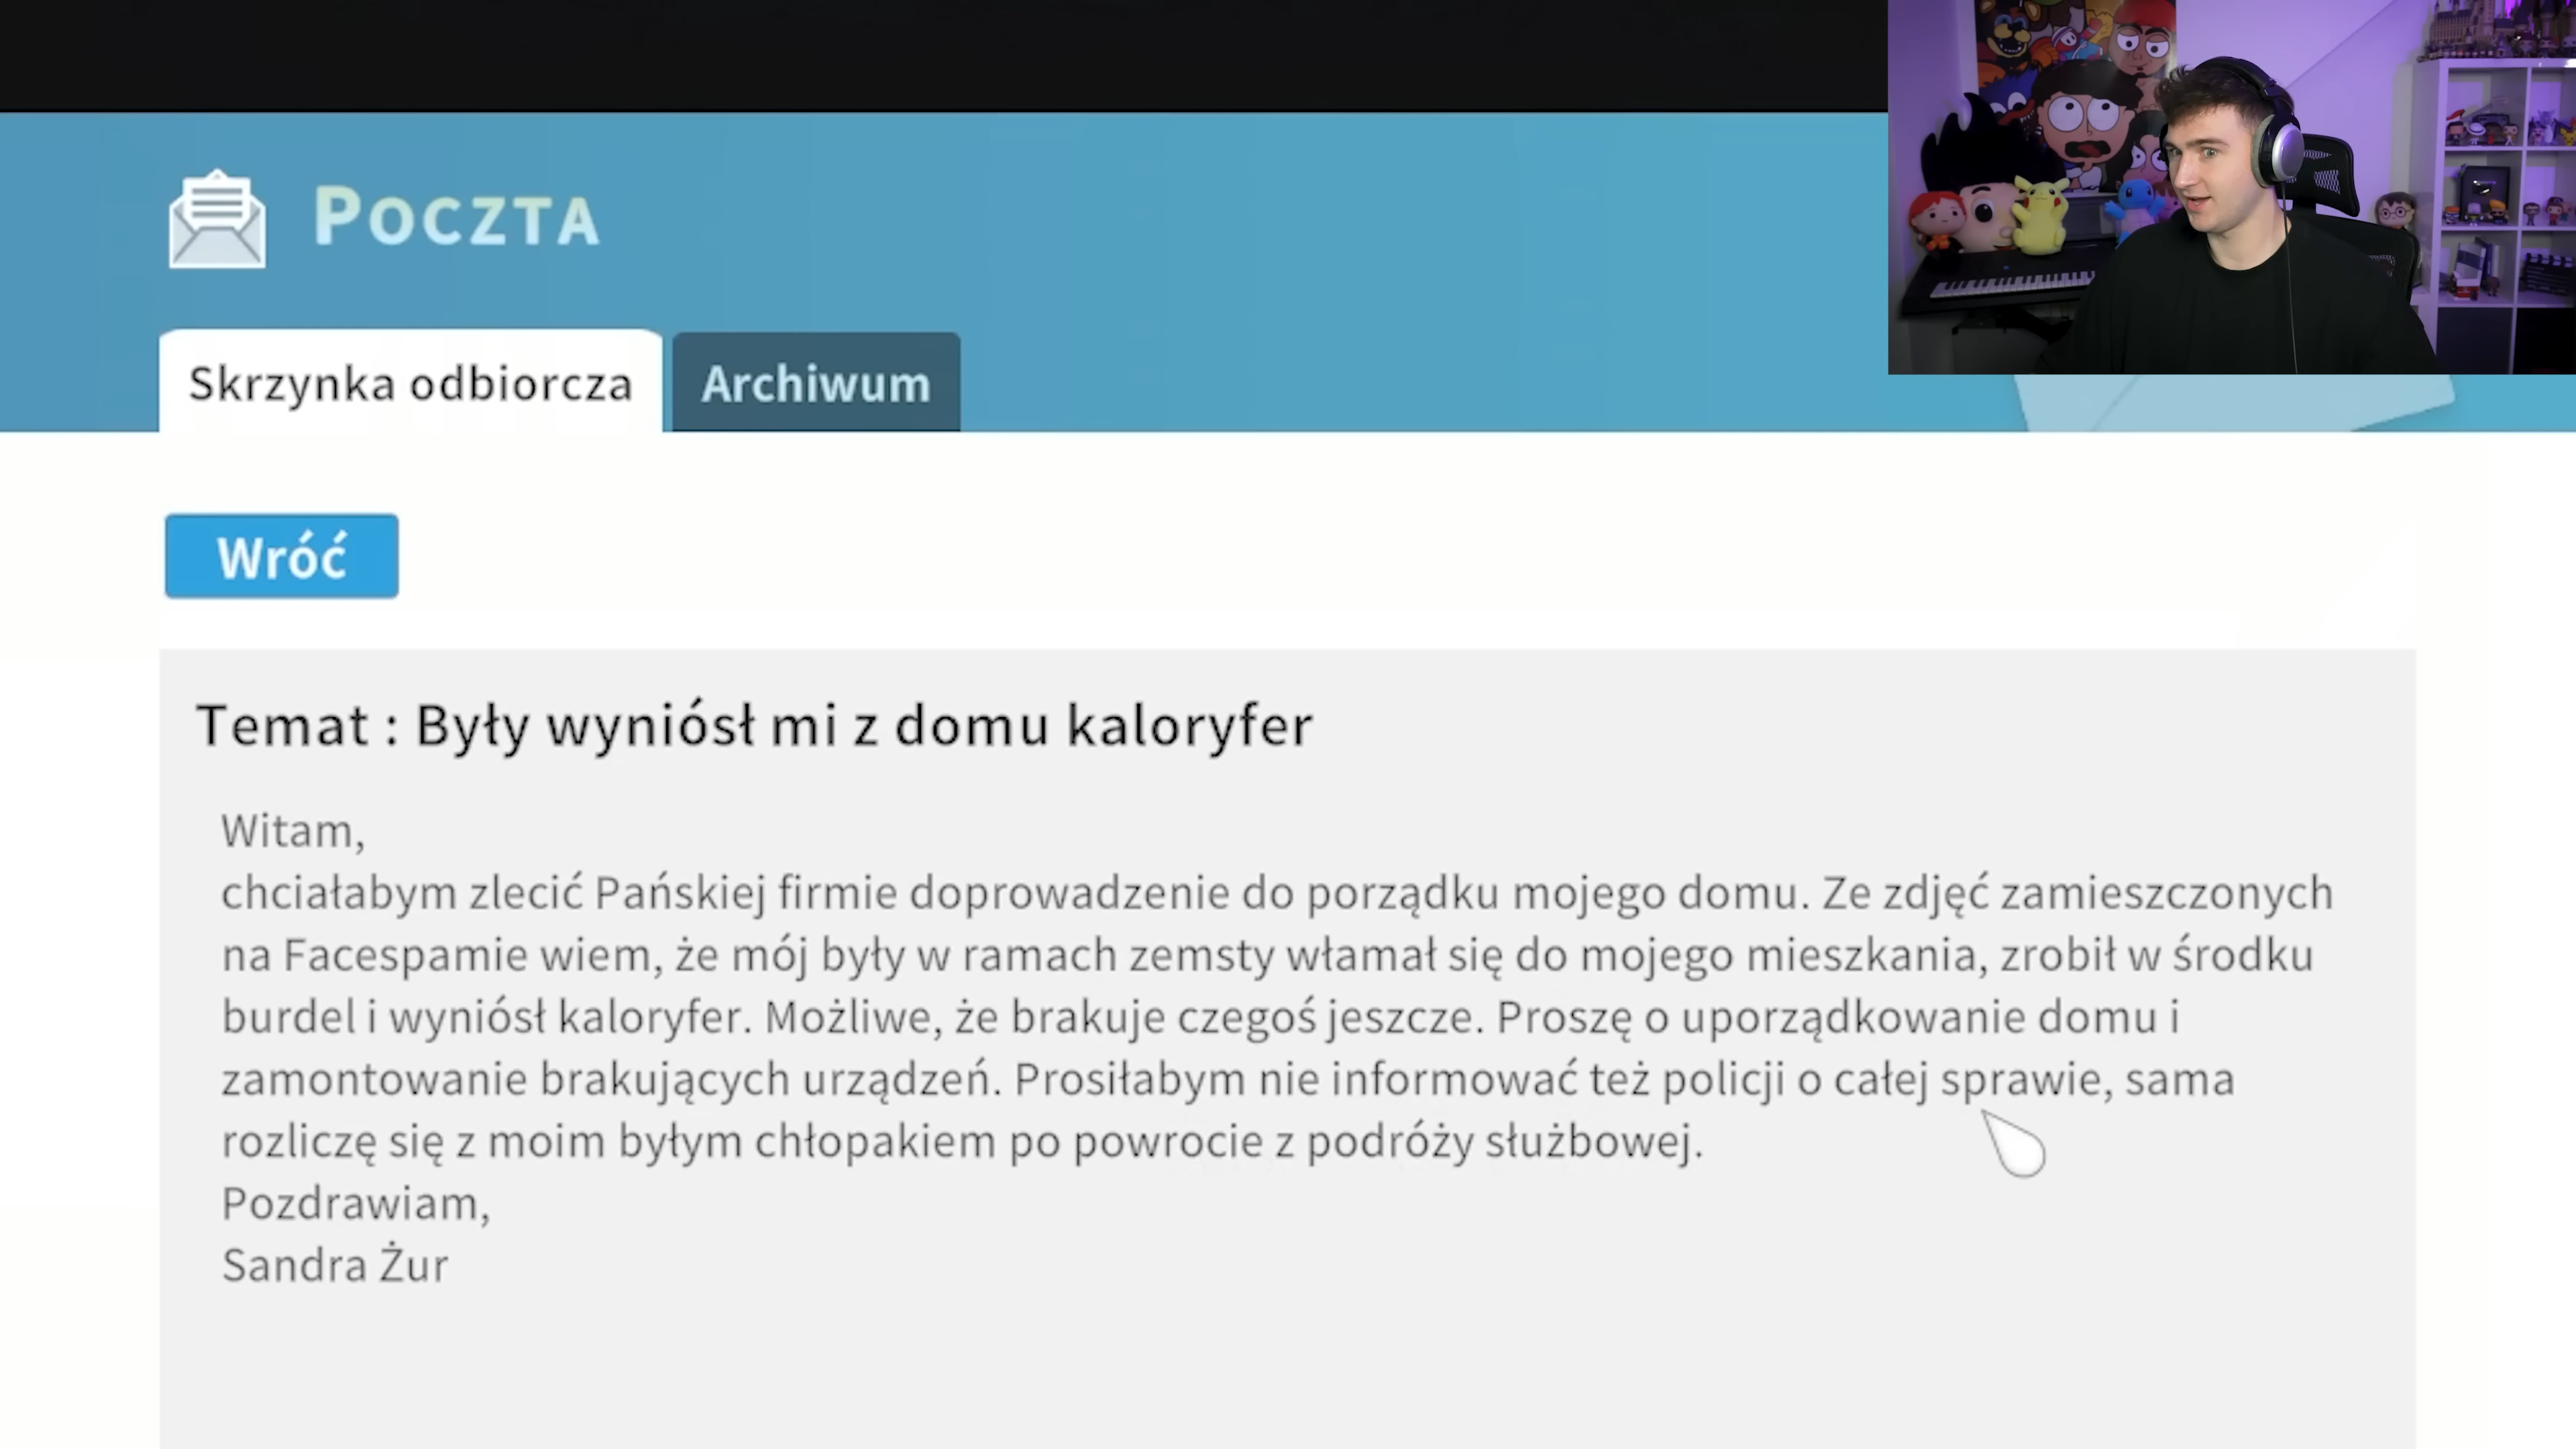 POCZTA
Skrzynka odbiorcza
Archiwum
Wróć
Temat : Były wyniósł mi z domu kaloryfer
Witam,
chciałabym zlecić Pańskiej firmie doprowadzenie do porządku mojego domu. Ze zdjęć zamieszczonych
na Facespamie wiem, że mój były w ramach zemsty włamał się do mojego mieszkania, zrobił w środku
burdel i wyniósł kaloryfer. Możliwe, że brakuje czegoś jeszcze. Proszę o uporządkowanie domu i
zamontowanie brakujących urządzeń. Prosiłabym nie informować też policji o całej sprawie, sama
rozliczę się z moim byłym chłopakiem po powrocie z podróży służbowej.
Pozdrawiam,
Sandra Żur